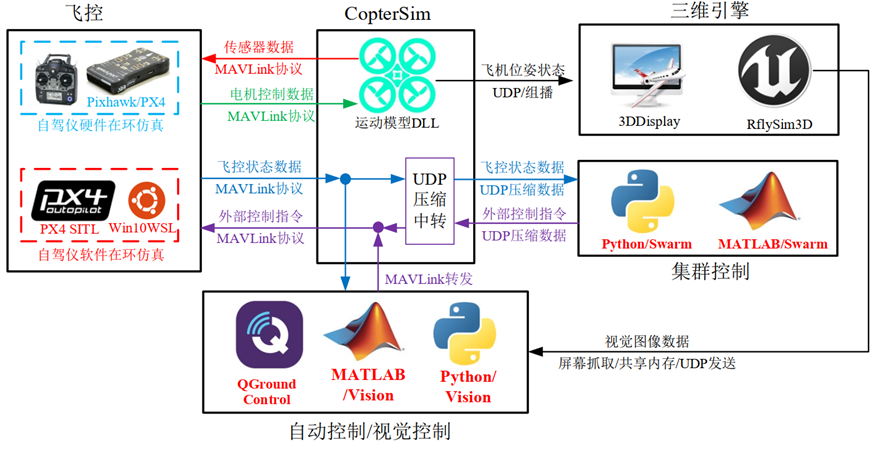 飞控
CopterSim
三维引擎
Pixhawk/PX4
自驾仪硬件在环仿真
传感器数据
MAVLink协议
电机控制数据
MAVLink协议
运动模型DLL
飞机位姿状态
UDP/组播
3DDisplay
RflySim3D
px4
autopilot
PX4 SITL
Win10WSL
自驾仪软件在环仿真
飞控状态数据
MAVLink协议
外部控制指令
MAVLink协议
UDP
压缩
中转
飞控状态数据
UDP压缩数据
外部控制指令
UDP压缩数据
Python/Swarm
MATLAB/Swarm
集群控制
MAVLink转发
QGround
Control
MATLAB
/Vision
Python/
Vision
自动控制/视觉控制
视觉图像数据
屏幕抓取/共享内存/UDP发送